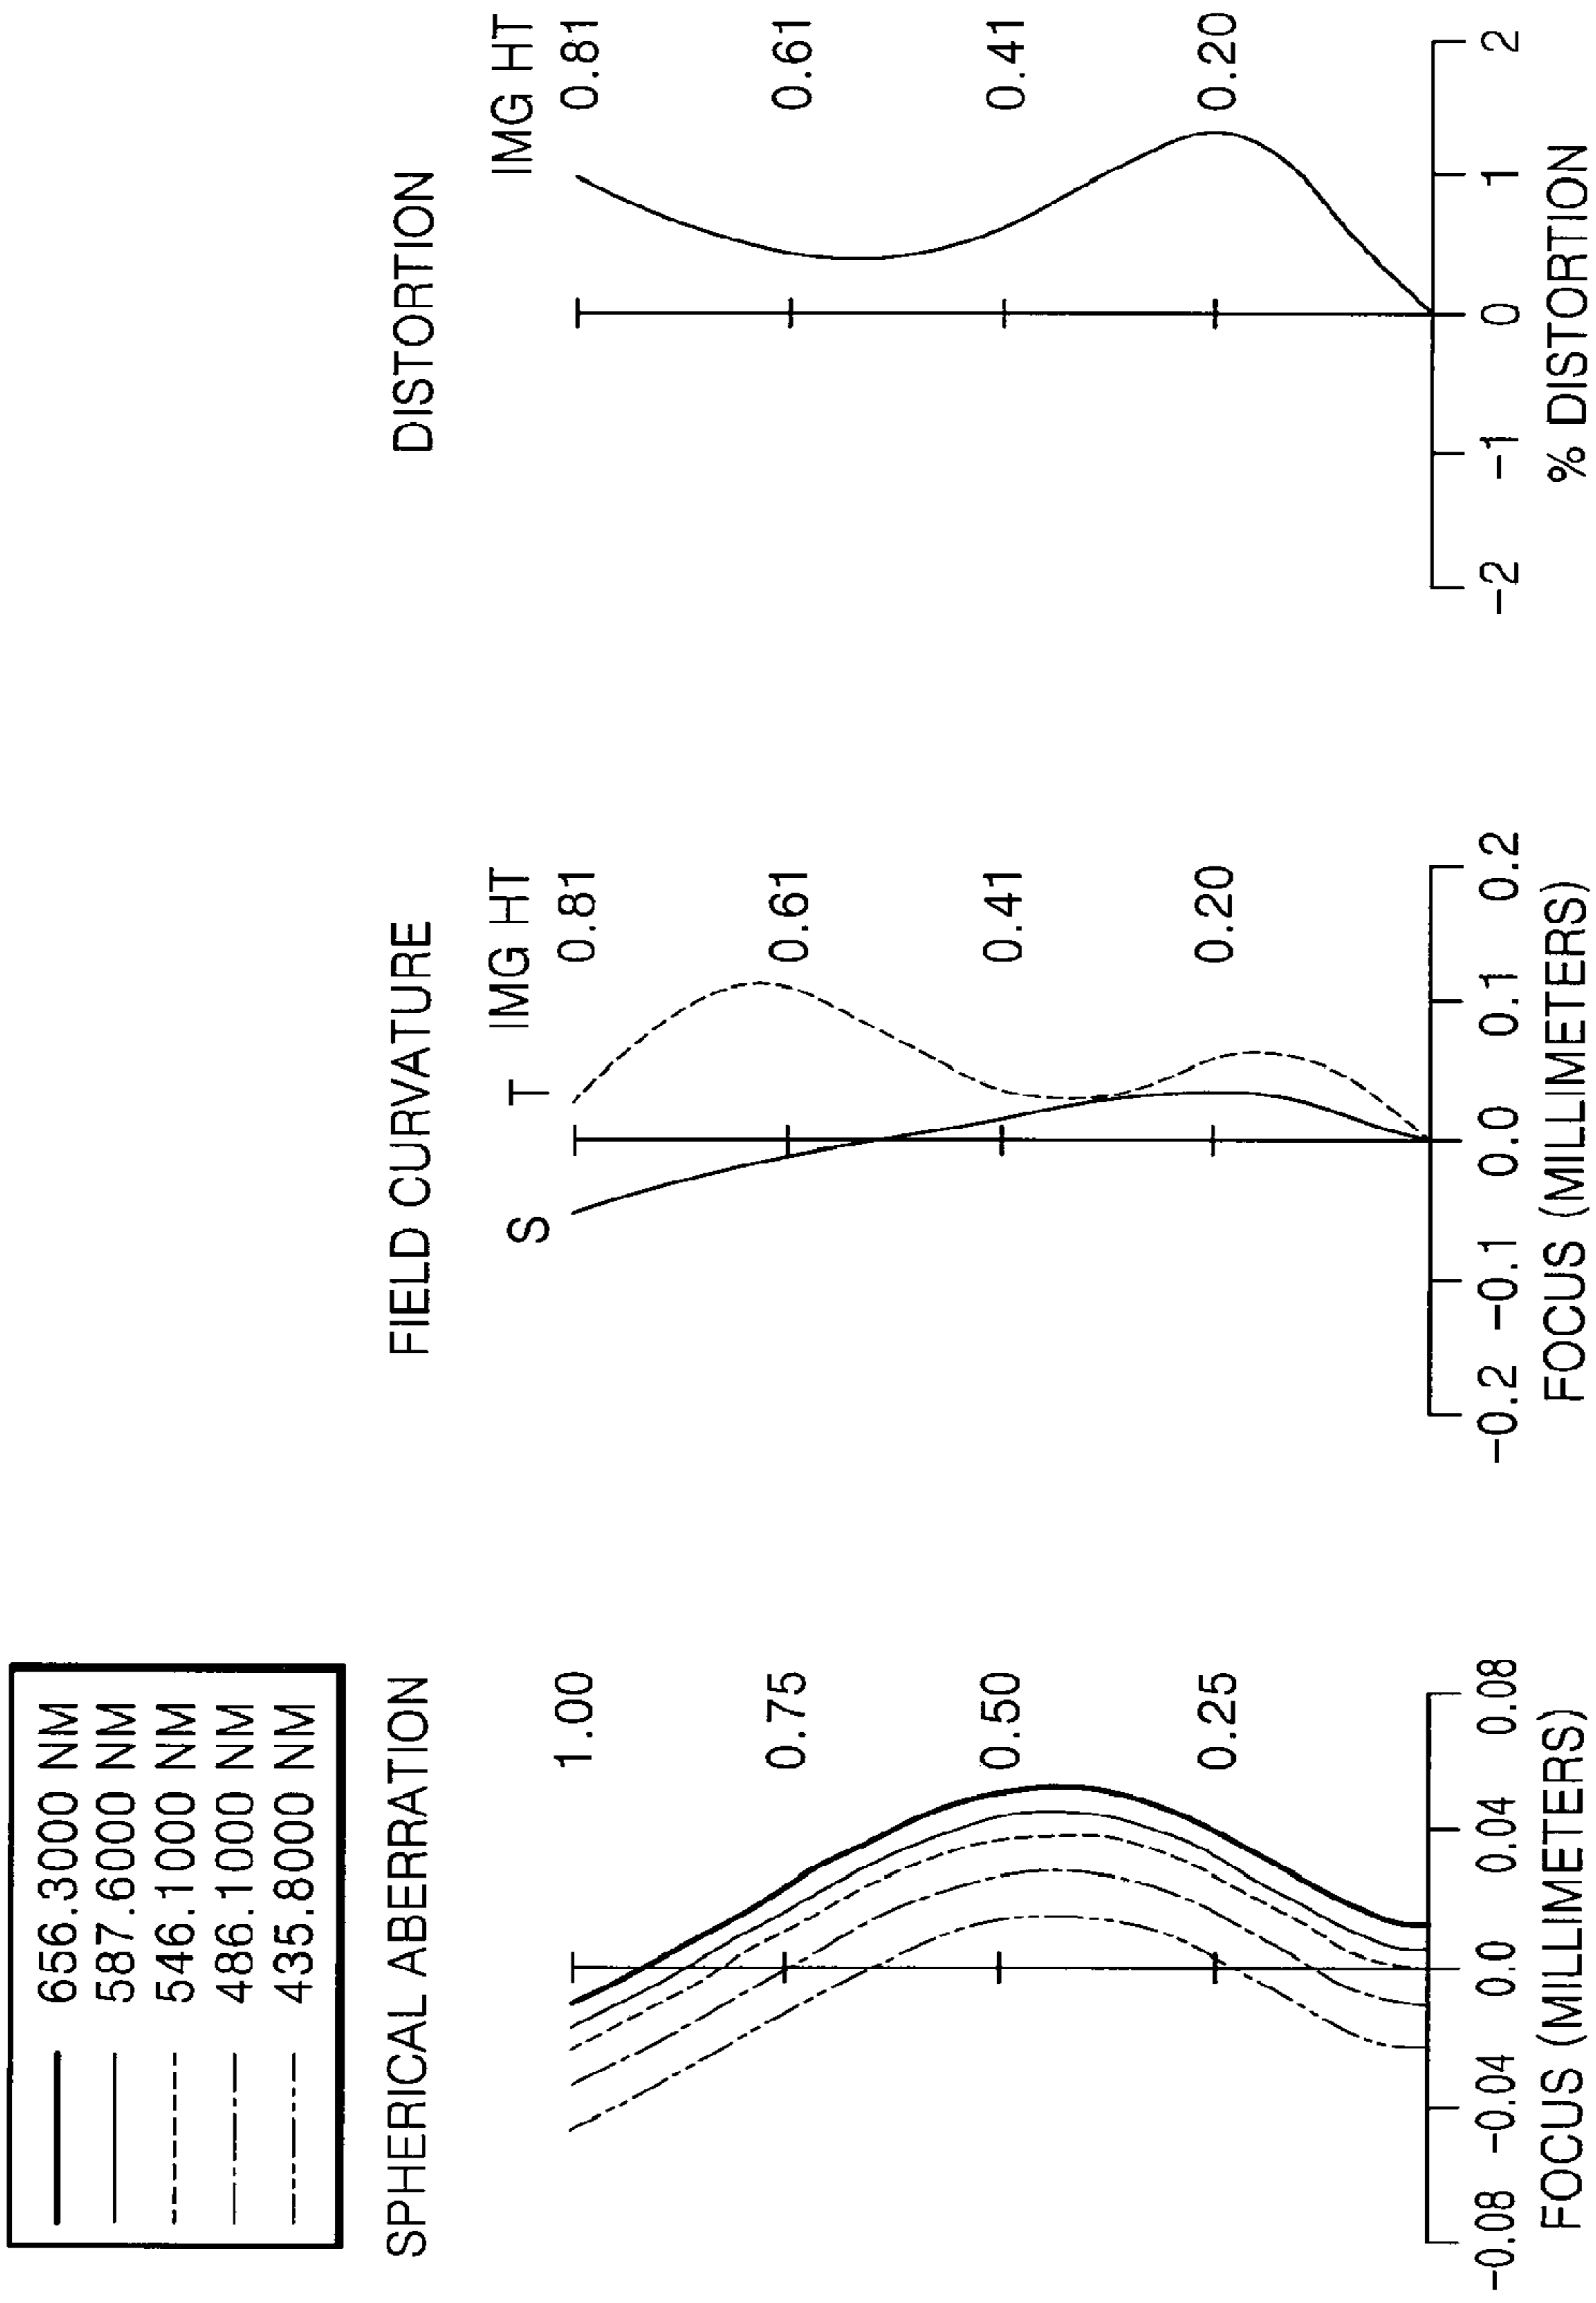 656.3000 NM
587.6000 NM
546.1000 NM
486.1000 NM
435.8000 NM
SPHERICAL ABERRATION
1.00
0.75
0.50
0.25
-0.08 -0.04 0.0 0.04 0.08
FOCUS (MILLIMETERS)
FIELD CURVATURE
S T IMG HT
0.81
0.61
0.41
0.20
-0.2 -0.1 0.0 0.1 0.2
FOCUS (MILLIMETERS)
DISTORTION
IMG HT
0.81
0.61
0.41
0.20
-2 -1 0 1 2
% DISTORTION